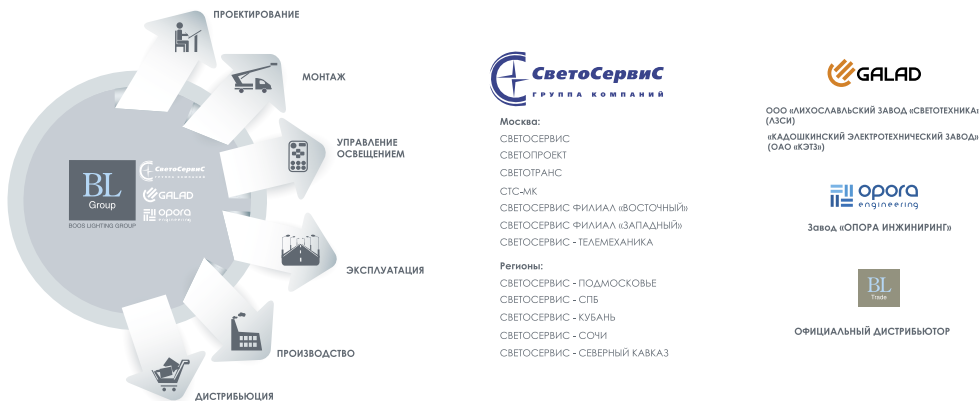 ПРОЕКТИРОВАНИЕ
МОНТАЖ
УПРАВЛЕНИЕ
ОСВЕЩЕНИЕМ
ЭКСПЛУАТАЦИЯ
ПРОИЗВОДСТВО
ДИСТРИБЬЮЦИЯ
BL
Group
BOOS LIGHTING GROUP
СветоСервиС
ГРУППА КОМПАНИЙ
GALAD
opora
engineering
СветоСервиС
ГРУППА КОМПАНИЙ
Москва:
СВЕТОСЕРВИС
СВЕТОПРОЕКТ
СВЕТОТРАНС
СТС-МК
СВЕТОСЕРВИС ФИЛИАЛ «ВОСТОЧНЫЙ»
СВЕТОСЕРВИС ФИЛИАЛ «ЗАПАДНЫЙ»
СВЕТОСЕРВИС - ТЕЛЕМЕХАНИКА
Регионы:
СВЕТОСЕРВИС - ПОДМОСКОВЬЕ
СВЕТОСЕРВИС - СПБ
СВЕТОСЕРВИС - КУБАНЬ
СВЕТОСЕРВИС - СОЧИ
СВЕТОСЕРВИС - СЕВЕРНЫЙ КАВКАЗ
GALAD
ООО «ЛИХОСЛАВЛЬСКИЙ ЗАВОД «СВЕТОТЕХНИКА»
(ЛЗСИ)
«КАДОШКИНСКИЙ ЭЛЕКТРОТЕХНИЧЕСКИЙ ЗАВОД»
(ОАО «КЭТЗ»)
opora
engineering
Завод «ОПОРА ИНЖИНИРИНГ»
BL
Trade
ОФИЦИАЛЬНЫЙ ДИСТРИБЬЮТОР